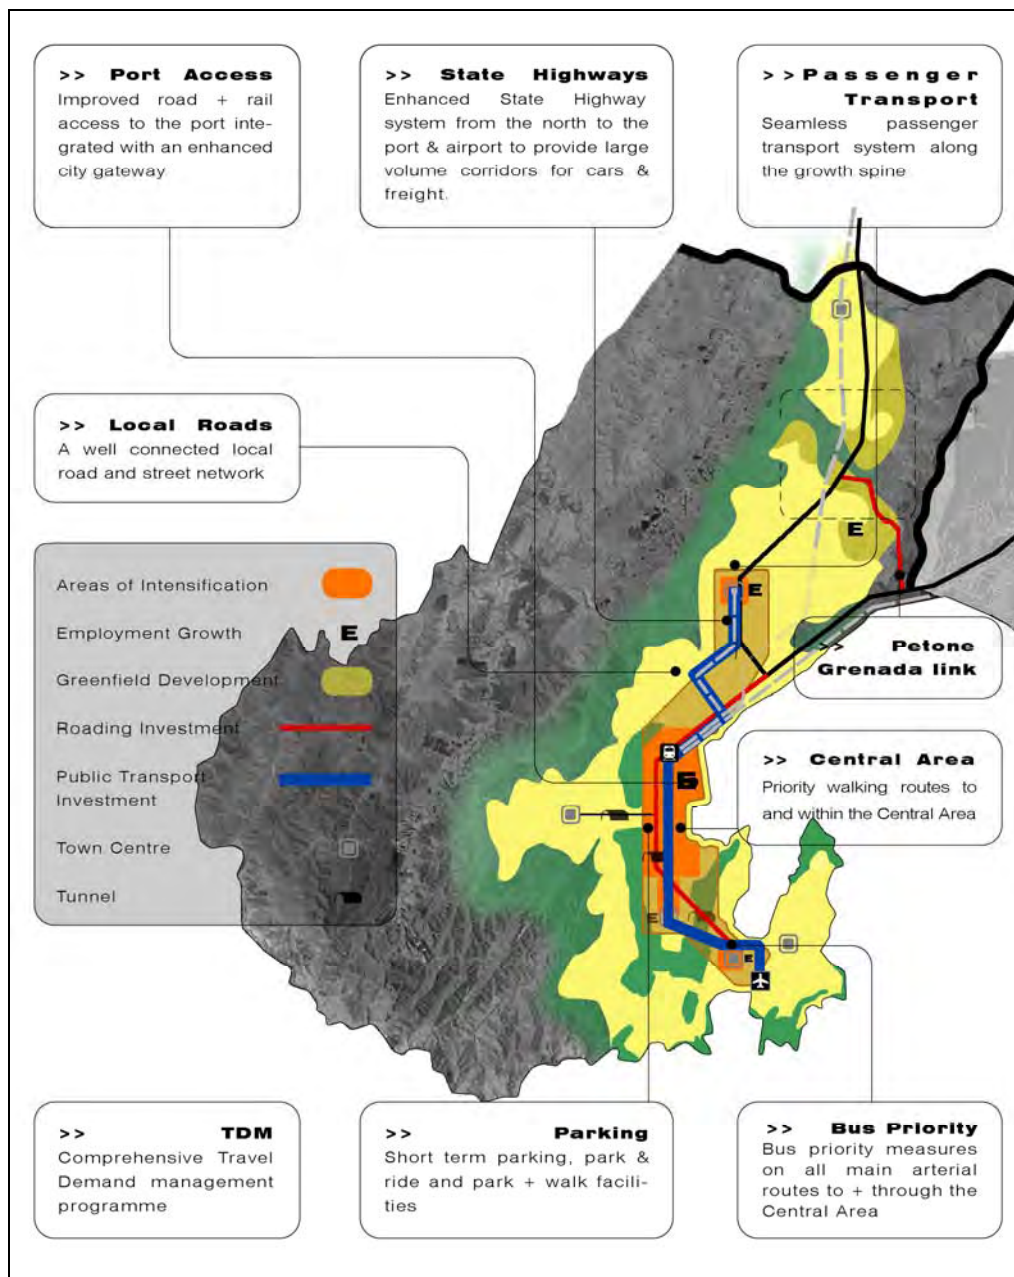 >> Port Access
Improved road + rail
access to the port inte-
grated with an enhanced
city gateway
>> State Highways
Enhanced State Highway
system from the north to the
port & airport to provide large
volume corridors for cars &
freight.
>> Passenger
Transport
Seamless passenger
transport system along
the growth spine
>> Local Roads
A well connected local
road and street network
Areas of Intensification
Employment Growth E
Greenfield Development
Roading Investment
Public Transport
Investment
Town Centre
Tunnel
E
E
>> Petone
Grenada link
E
>> Central Area
Priority walking routes to
and within the Central Area
E
E
>> TDM
Comprehensive Travel
Demand management
programme
>> Parking
Short term parking, park &
ride and park + walk facili-
ties
>> Bus Priority
Bus priority measures
on all main arterial
routes to + through the
Central Area